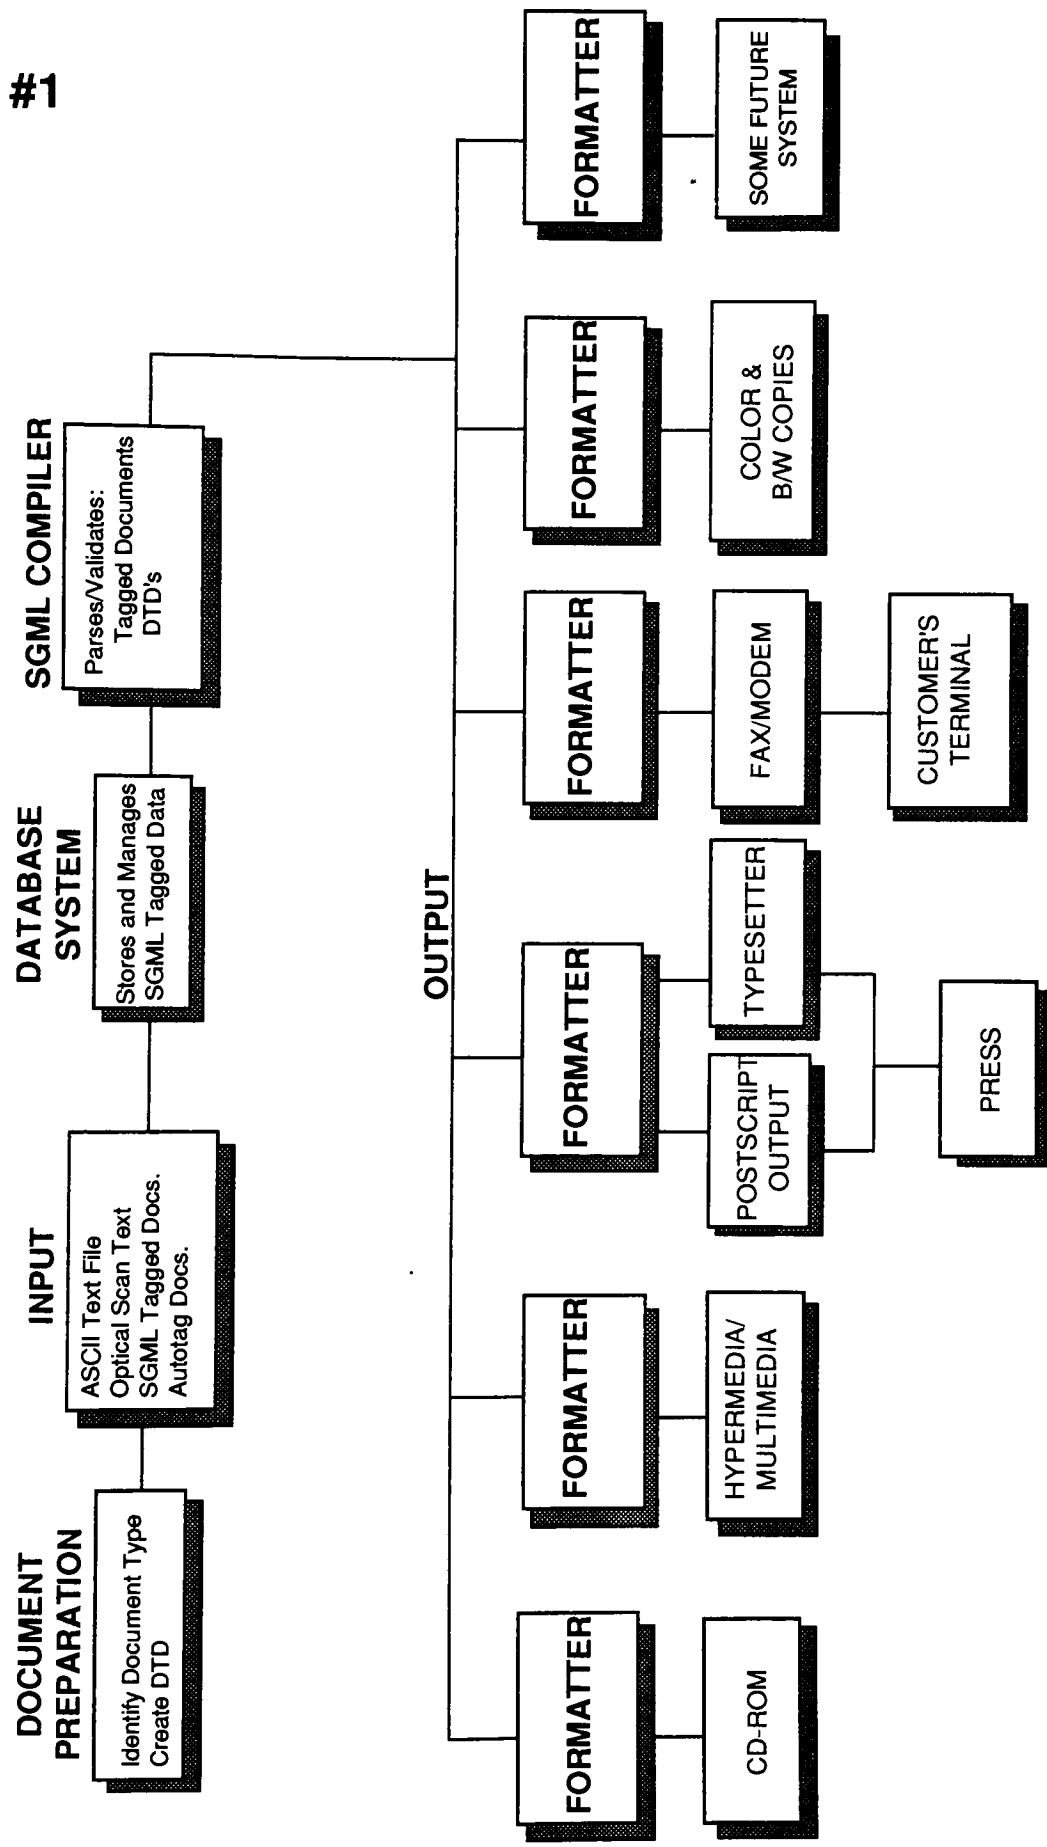 #1
DOCUMENT
PREPARATION
Identify Document Type
Create DTD
INPUT
ASCII Text File
Optical Scan Text
SGML Tagged Docs.
Autotag Docs.
DATABASE
SYSTEM
Stores and Manages
SGML Tagged Data
SGML COMPILER
Parses/Validates:
Tagged Documents
DTD's
OUTPUT
FORMATTER
CD-ROM
FORMATTER
HYPERMEDIA/
MULTIMEDIA
FORMATTER
POSTSCRIPT
OUTPUT
TYPESETTER
PRESS
FORMATTER
FAX/MODEM
CUSTOMER'S
TERMINAL
FORMATTER
COLOR &
B/W COPIES
FORMATTER
SOME FUTURE
SYSTEM